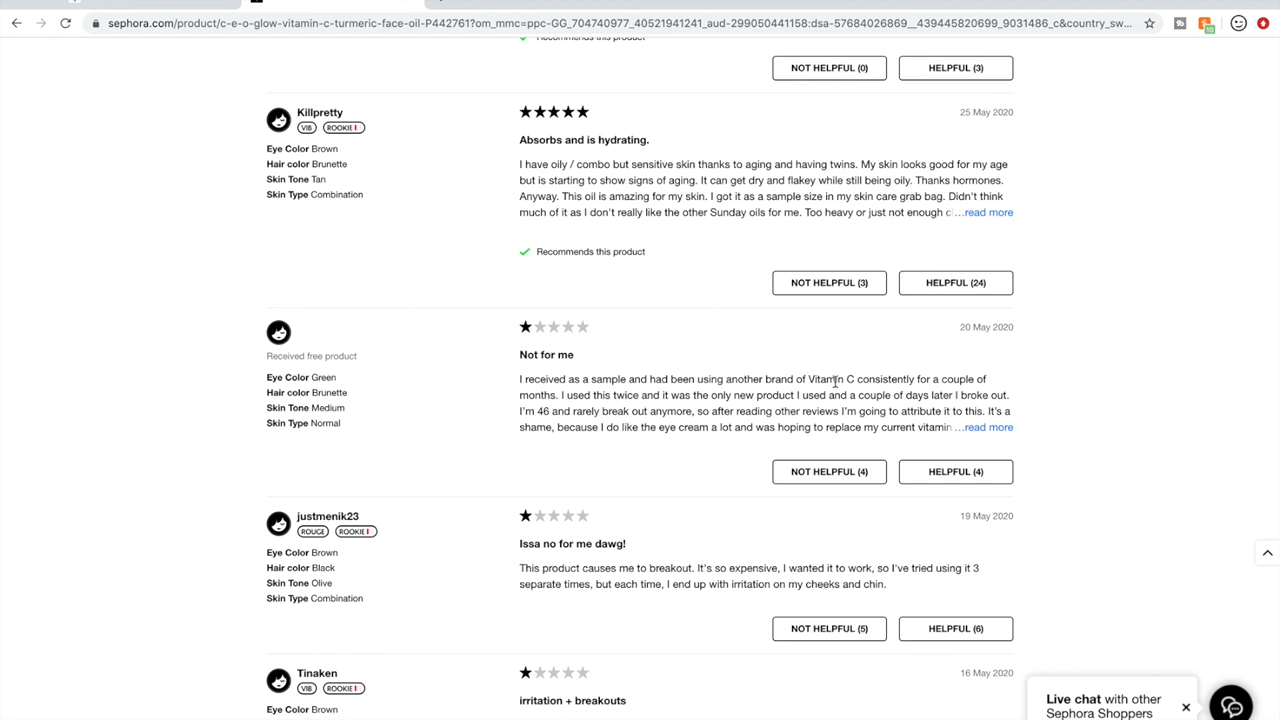 sephora.com/product/c-e-o-glow-vitamin-c-turmeric-face-oil-P442761?om_mmc=ppc-GG_704740977_40521941241_aud-299050441158:dsa-57684026869__439445820699_9031486_c&country_sw...
10
Recommends this product
NOT HELPFUL (0) HELPFUL (3)
Killpretty
VIB ROOKIE
Eye Color Brown
Hair color Brunette
Skin Tone Tan
Skin Type Combination
25 May 2020
Absorbs and is hydrating.
I have oily / combo but sensitive skin thanks to aging and having twins. My skin looks good for my age
but is starting to show signs of aging. It can get dry and flakey while still being oily. Thanks hormones.
Anyway. This oil is amazing for my skin. I got it as a sample size in my skin care grab bag. Didn't think
much of it as I don't really like the other Sunday oils for me. Too heavy or just not enough c...read more
Recommends this product
NOT HELPFUL (3) HELPFUL (24)
Received free product
Eye Color Green
Hair color Brunette
Skin Tone Medium
Skin Type Normal
20 May 2020
Not for me
I received as a sample and had been using another brand of Vitamin C consistently for a couple of
months. I used this twice and it was the only new product I used and a couple of days later I broke out.
I'm 46 and rarely break out anymore, so after reading other reviews I'm going to attribute it to this. It's a
shame, because I do like the eye cream a lot and was hoping to replace my current vitamin ...read more
NOT HELPFUL (4) HELPFUL (4)
justmenik23
ROUGE ROOKIE
Eye Color Brown
Hair color Black
Skin Tone Olive
Skin Type Combination
19 May 2020
Issa no for me dawg!
This product causes me to breakout. It's so expensive, I wanted it to work, so I've tried using it 3
separate times, but each time, I end up with irritation on my cheeks and chin.
NOT HELPFUL (5) HELPFUL (6)
Tinaken
VIB ROOKIE
Eye Color Brown
16 May 2020
irritation + breakouts
Live chat with other
Sephora Shoppers